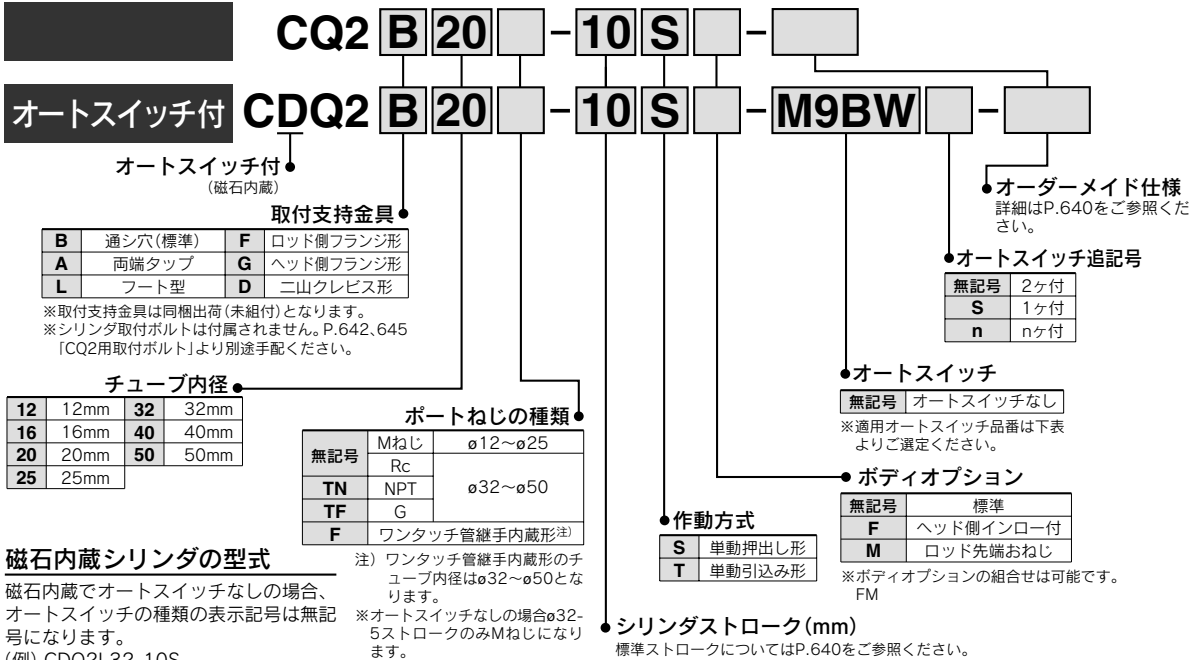 CQ2 B 20 - 10 S -
オートスイッチ付 CDQ2 B 20 - 10 S - M9BW -
オートスイッチ付
(磁石内蔵)
取付支持金具
B 通シ穴(標準) F ロッド側フランジ形
A 両端タップ G ヘッド側フランジ形
L フート型 D 二山クレビス形
※取付支持金具は同梱出荷(未組付)となります。
※シリンダ取付ボルトは付属されません。P.642、645
「CQ2用取付ボルト」より別途手配ください。
チューブ内径
12 12mm 32 32mm
16 16mm 40 40mm
20 20mm 50 50mm
25 25mm
磁石内蔵シリンダの型式
磁石内蔵でオートスイッチなしの場合、
オートスイッチの種類の表示記号は無記
号になります。
(例) CDQ2L32-10S
ポートねじの種類
無記号 Mねじ ø12〜ø25
Rc ø32〜ø50
TN NPT
TF G
F ワンタッチ管継手内蔵形注)
注) ワンタッチ管継手内蔵形のチ
ューブ内径はø32〜ø50とな
ります。
※オートスイッチなしの場合ø32-
5ストロークのみMねじになり
ます。
シリンダストローク(mm)
標準ストロークについてはP.640をご参照ください。
作動方式
S 単動押出し形
T 単動引込み形
ボディオプション
無記号 標準
F ヘッド側インロー付
M ロッド先端おねじ
※ボディオプションの組合せは可能です。
FM
オートスイッチ
無記号 オートスイッチなし
※適用オートスイッチ品番は下表
よりご選定ください。
オートスイッチ追記号
無記号 2ヶ付
S 1ヶ付
n nヶ付
オーダーメイド仕様
詳細はP.640をご参照くだ
さい。